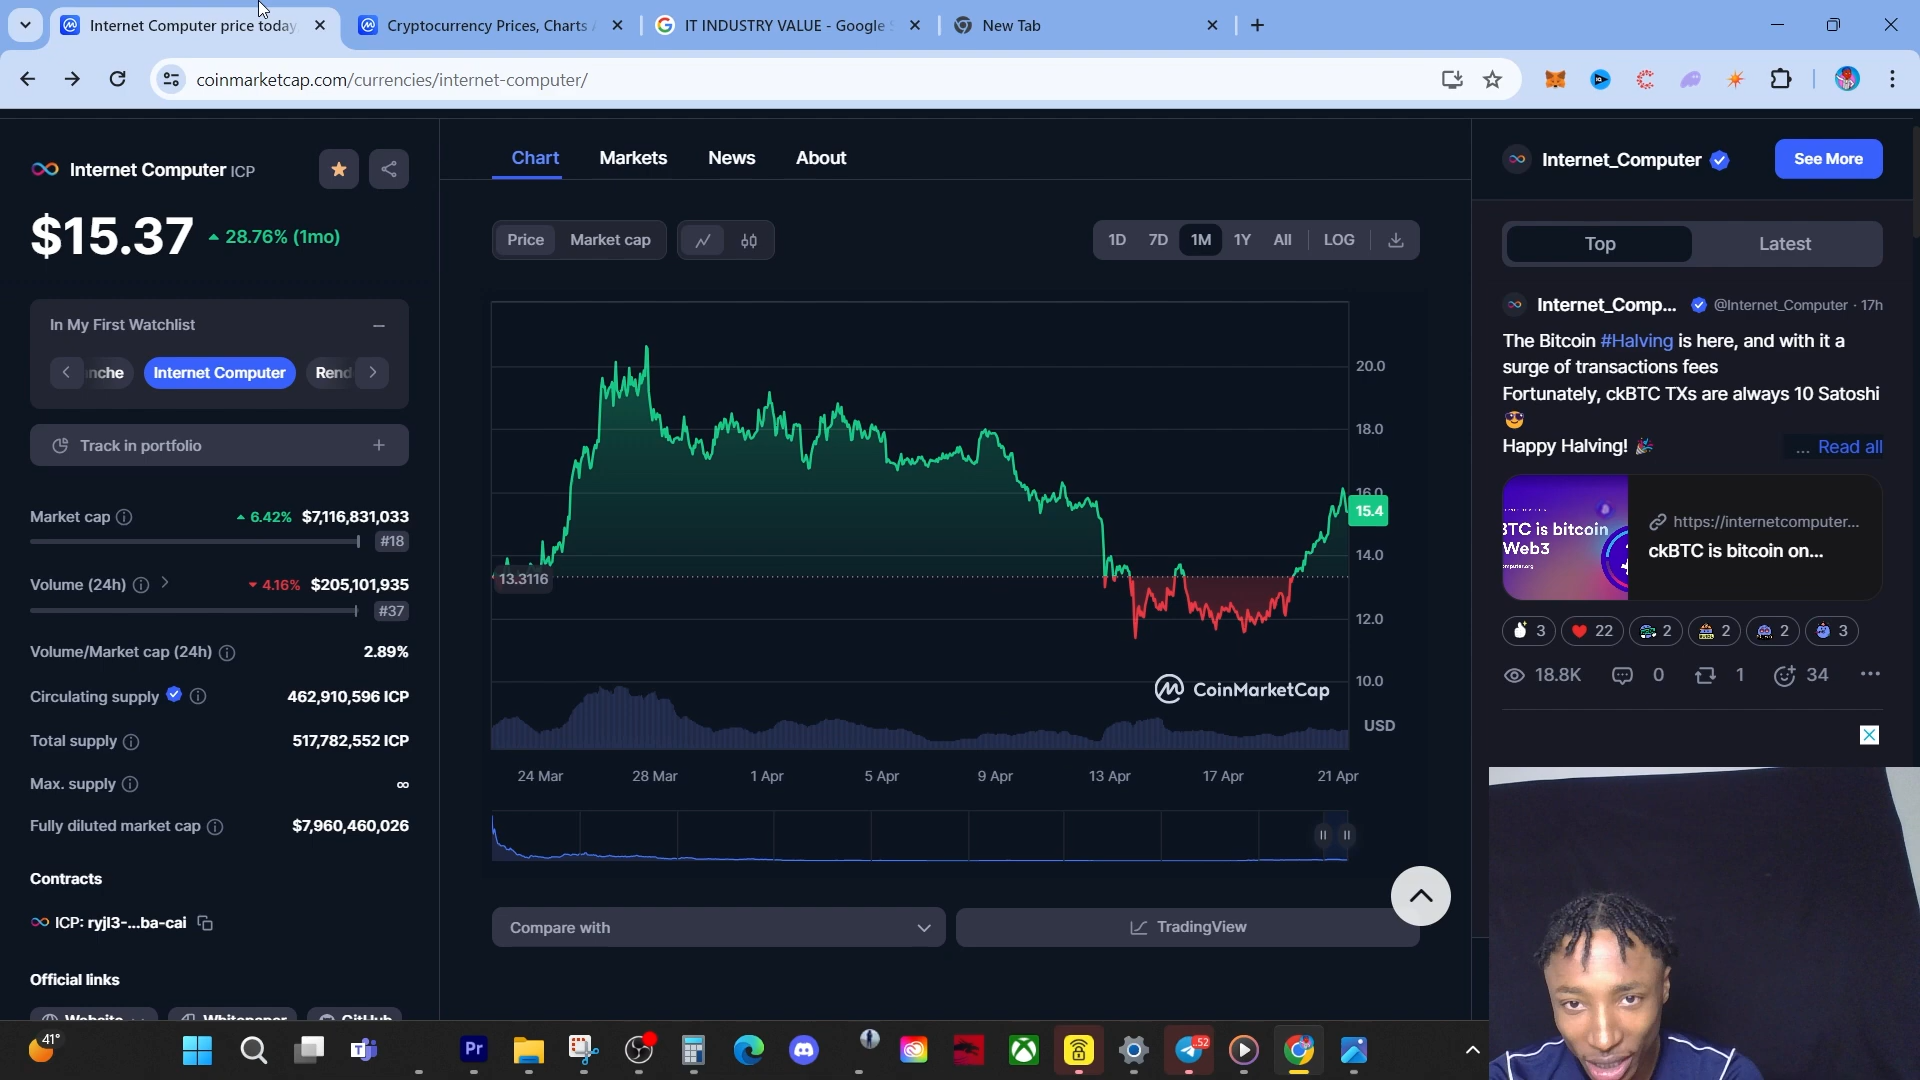 Internet Computer price today
Cryptocurrency Prices, Charts
IT INDUSTRY VALUE - Google
New Tab
coinmarketcap.com/currencies/internet-computer/
Internet Computer ICP
$15.37 28.76% (1mo)
In My First Watchlist
nche
Internet Computer
Rend
Track in portfolio
Market cap 6.42% $7,116,831,033
#18
Volume (24h) 4.16% $205,101,935
#37
Volume/Market cap (24h) 2.89%
Circulating supply 462,910,596 ICP
Total supply 517,782,552 ICP
Max. supply ∞
Fully diluted market cap $7,960,460,026
Contracts
ICP: ryjl3-...ba-cai
Official links
Website
Whitepaper
GitHub
Chart
Markets
News
About
Price
Market cap
1D
7D
1M
1Y
All
LOG
20.0
18.0
16.0
15.4
14.0
13.3116
12.0
10.0
CoinMarketCap
USD
24 Mar
28 Mar
1 Apr
5 Apr
9 Apr
13 Apr
17 Apr
21 Apr
Compare with
TradingView
Internet_Computer
See More
Top
Latest
Internet_Comp... @Internet_Computer · 17h
The Bitcoin #Halving is here, and with it a
surge of transactions fees
Fortunately, ckBTC TXs are always 10 Satoshi
😎
Happy Halving! 🎉 ... Read all
BTC is bitcoin
Web3
https://internetcomputer...
ckBTC is bitcoin on...
3
22
2
2
2
3
18.8K
0
1
34
41°
Pr
52